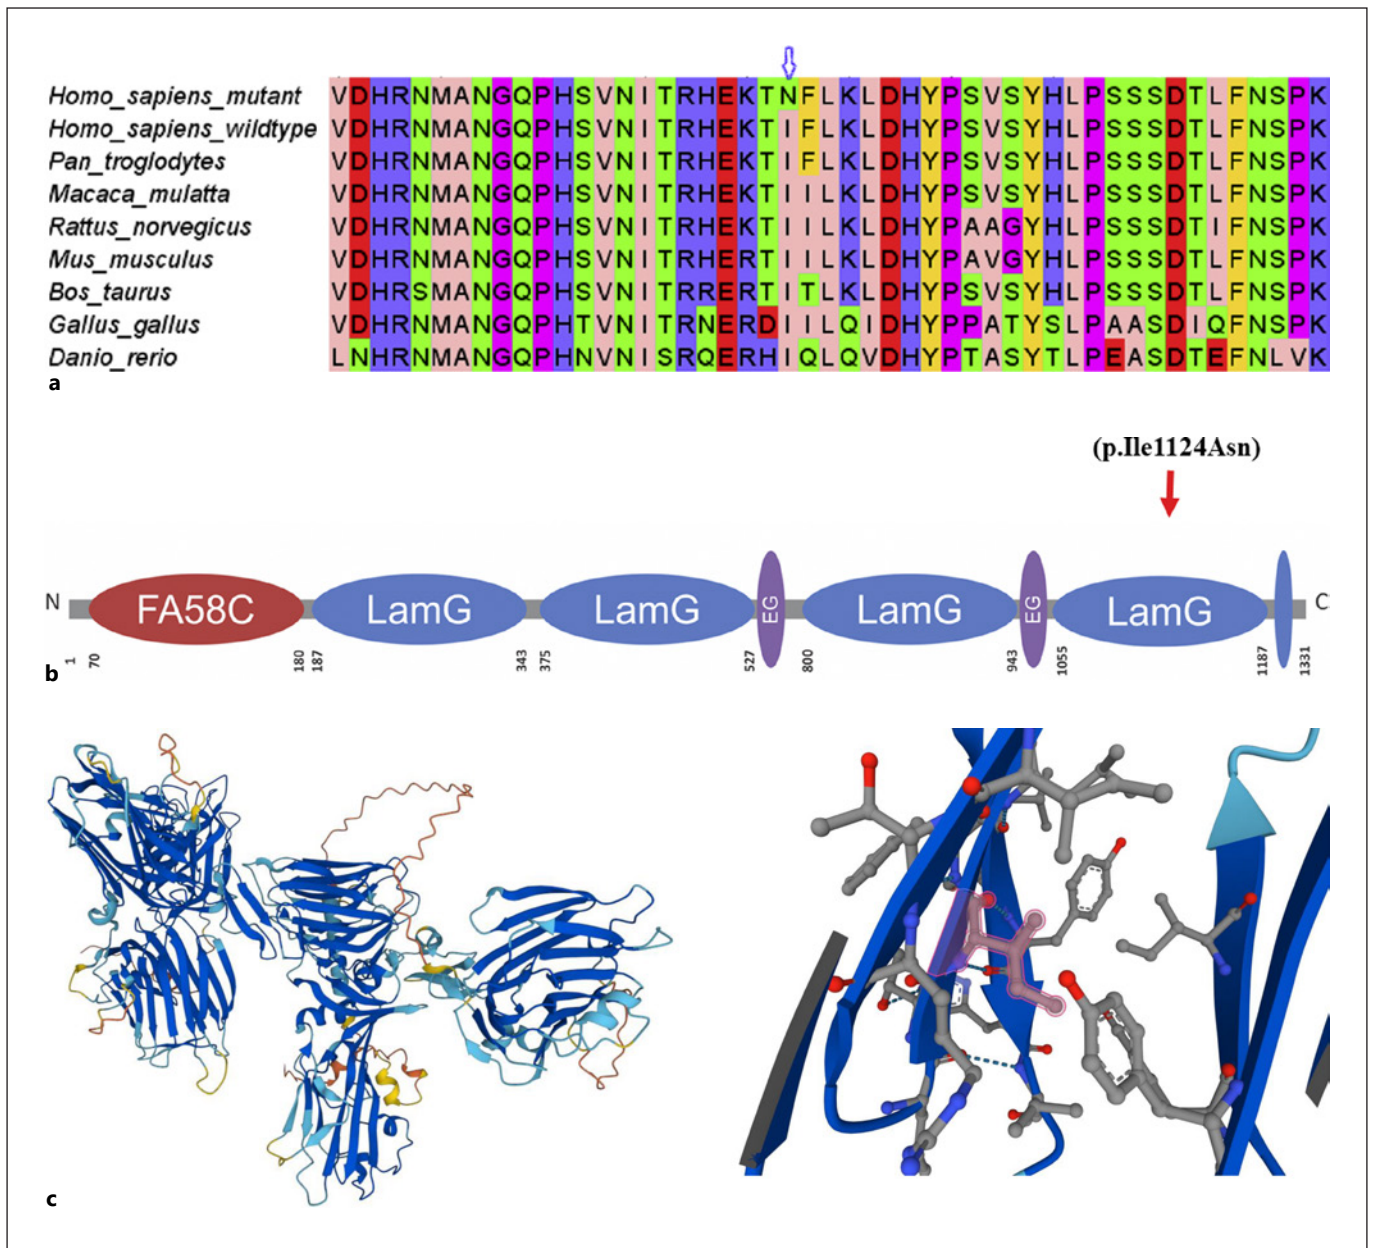 Homo_sapiens_mutant VDHRNMANGQPHSVNITRHEKTNFLKLDHYPSVSYHLPSSSDTLFNSPK
Homo_sapiens_wildtype VDHRNMANGQPHSVNITRHEKTIFLKLDHYPSVSYHLPSSSDTLFNSPK
Pan_troglodytes VDHRNMANGQPHSVNITRHEKTIFLKLDHYPSVSYHLPSSSDTLFNSPK
Macaca_mulatta VDHRNMANGQPHSVNITRHEKTIILKLDHYPSVSYHLPSSSDTLFNSPK
Rattus_norvegicus VDHRNMANGQPHSVNITRHEKTIILKLDHYPAAGYHLPSSSDTIFNSPK
Mus_musculus VDHRNMANGQPHSVNITRHERTIILKLDHYPAVGYHLPSSSDTLFNSPK
Bos_taurus VDHRSMANGQPHSVNITRRERTITLKLDHYPSVSYHLPSSSDTLFNSPK
Gallus_gallus VDHRNMANGQPHTVNITRNERDIILQIDHYPPATYSLPAASDIQFNSPK
Danio_rerio LNHRNMANGQPHNVNISRQERHIQLQVDHYPTASYTLPEASDTEFNLVK
a
(p.Ile1124Asn)
N FA58C LamG LamG EG LamG EG LamG C
1 70 180 187 343 375 527 800 943 1055 1187 1331
b
c